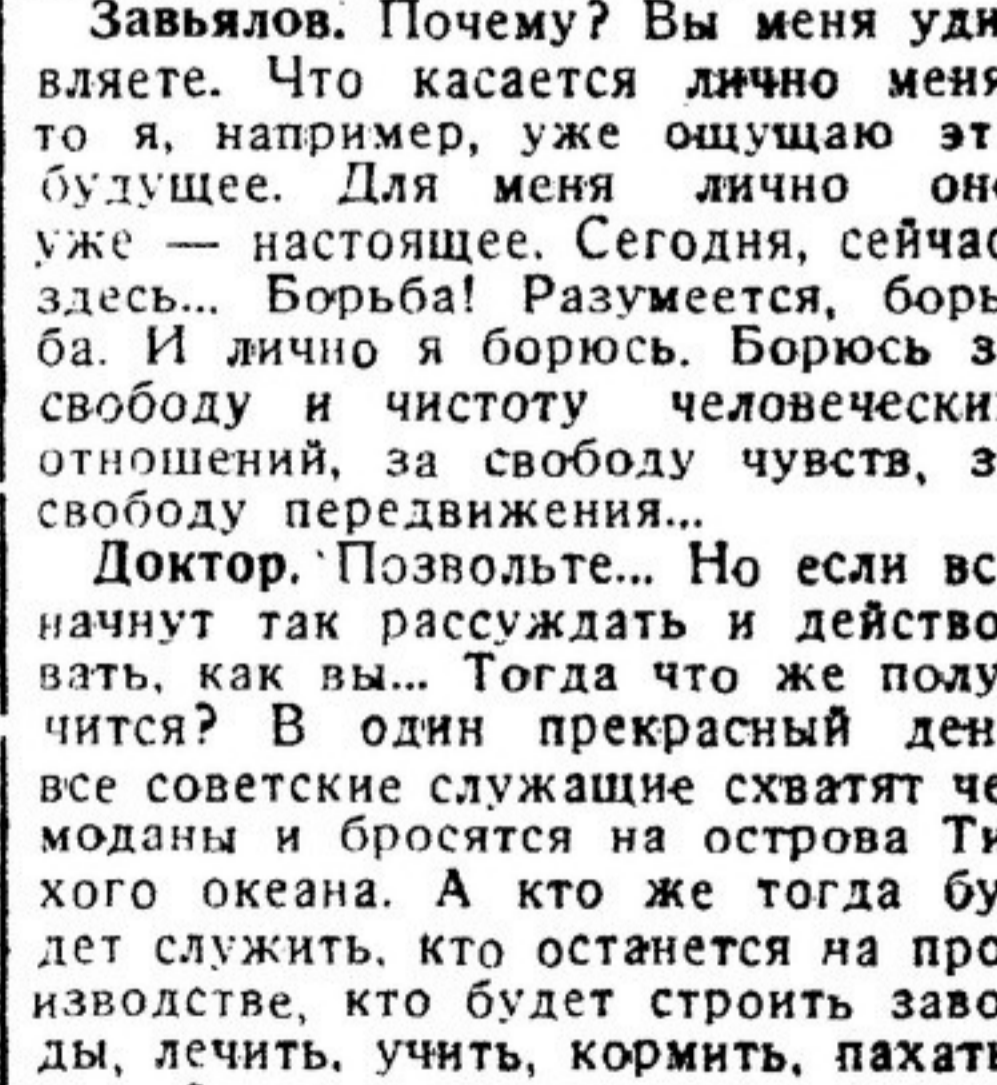 Завьялов. Почему? Вы меня уди
вляете. Что касается лично меня
то я, например, уже ощущаю эт
будущее. Для меня лично оно
уже — настоящее. Сегодня, сейчас
здесь... Борьба! Разумеется, борь
ба. И лично я борюсь. Борюсь з
свободу и чистоту человечески
отношений, за свободу чувств, з
свободу передвижения...
Доктор. Позвольте... Но если вс
начнут так рассуждать и действо
вать, как вы... Тогда что же полу
чится? В один прекрасный ден
все советские служащие схватят че
моданы и бросятся на острова Ти
хого океана. А кто же тогда бу
дет служить, кто останется на про
изводстве, кто будет строить заво
ды, лечить, учить, кормить, пахать